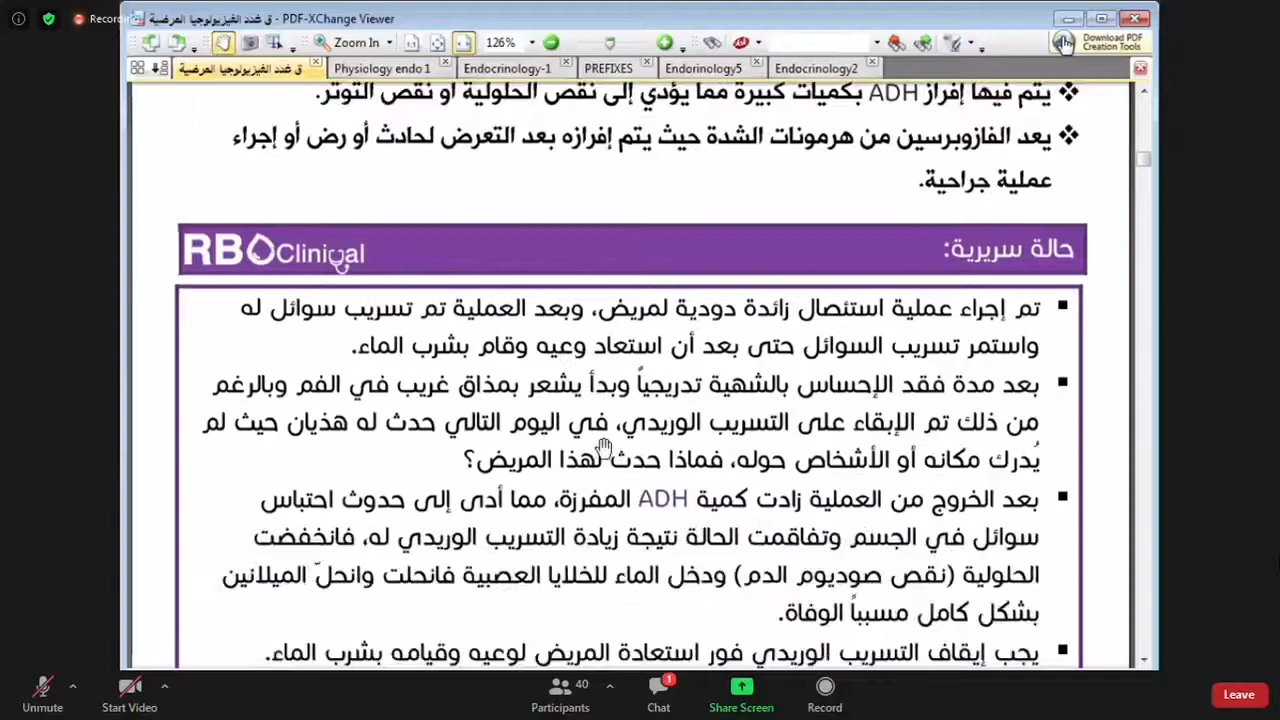 Recording
ق غدد الفيزيولوجيا المرضية - PDF-XChange Viewer
Zoom In
126%
Download PDF
Creation Tools
ق غدد الفيزيولوجيا المرضية
Physiology endo 1
Endocrinology-1
PREFIXES
Endorinology5
Endocrinology2
❖ يتم فيها إفراز ADH بكميات كبيرة مما يؤدي إلى نقص الحلولية أو نقص التوتر.
❖ يعد الفازوبرسين من هرمونات الشدة حيث يتم إفرازه بعد التعرض لحادث أو رض أو إجراء
عملية جراحية.
حالة سريرية:
RBO Clinical
▪ تم إجراء عملية استئصال زائدة دودية لمريض، وبعد العملية تم تسريب سوائل له
واستمر تسريب السوائل حتى بعد أن استعاد وعيه وقام بشرب الماء.
▪ بعد مدة فقد الإحساس بالشهية تدريجياً وبدأ يشعر بمذاق غريب في الفم وبالرغم
من ذلك تم الإبقاء على التسريب الوريدي، في اليوم التالي حدث له هذيان حيث لم
يُدرك مكانه أو الأشخاص حوله، فماذا حدث لهذا المريض؟
▪ بعد الخروج من العملية زادت كمية ADH المفرزة، مما أدى إلى حدوث احتباس
سوائل في الجسم وتفاقمت الحالة نتيجة زيادة التسريب الوريدي له، فانخفضت
الحلولية (نقص صوديوم الدم) ودخل الماء للخلايا العصبية فانحلت وانحلّ الميلانين
بشكل كامل مسبباً الوفاة.
▪ يجب إيقاف التسريب الوريدي فور استعادة المريض لوعيه وقيامه بشرب الماء.
Unmute
Start Video
40
Participants
1
Chat
Share Screen
Record
Leave